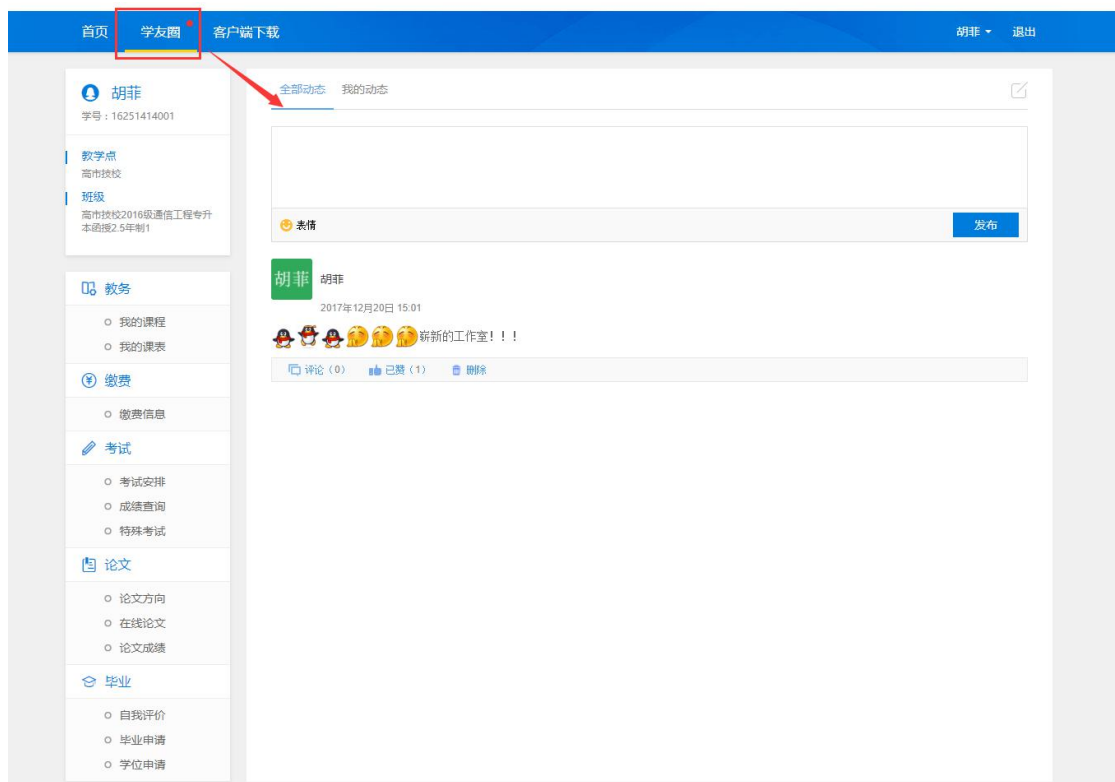 首页 学友圈 客户端下载 胡菲 退出
胡菲
学号：16251414001
教学点
高市技校
班级
高市技校2016级通信工程专升
本函授2.5年制1
教务
我的课程
我的课表
缴费
缴费信息
考试
考试安排
成绩查询
特殊考试
论文
论文方向
在线论文
论文成绩
毕业
自我评价
毕业申请
学位申请
全部动态 我的动态
表情 发布
胡菲 胡菲
2017年12月20日 15:01
崭新的工作室！！！
评论（0） 已赞（1） 删除